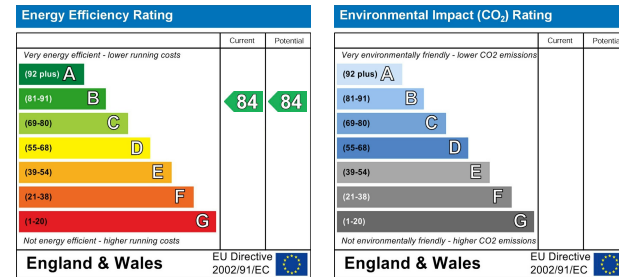 Energy Efficiency Rating
Current Potential
Very energy efficient - lower running costs
(92 plus) A
(81-91) B 84 84
(69-80) C
(55-68) D
(39-54) E
(21-38) F
(1-20) G
Not energy efficient - higher running costs
England & Wales
EU Directive
2002/91/EC
Environmental Impact (CO₂) Rating
Current Potential
Very environmentally friendly - lower CO2 emissions
(92 plus) A
(81-91) B
(69-80) C
(55-68) D
(39-54) E
(21-38) F
(1-20) G
Not environmentally friendly - higher CO2 emissions
England & Wales
EU Directive
2002/91/EC